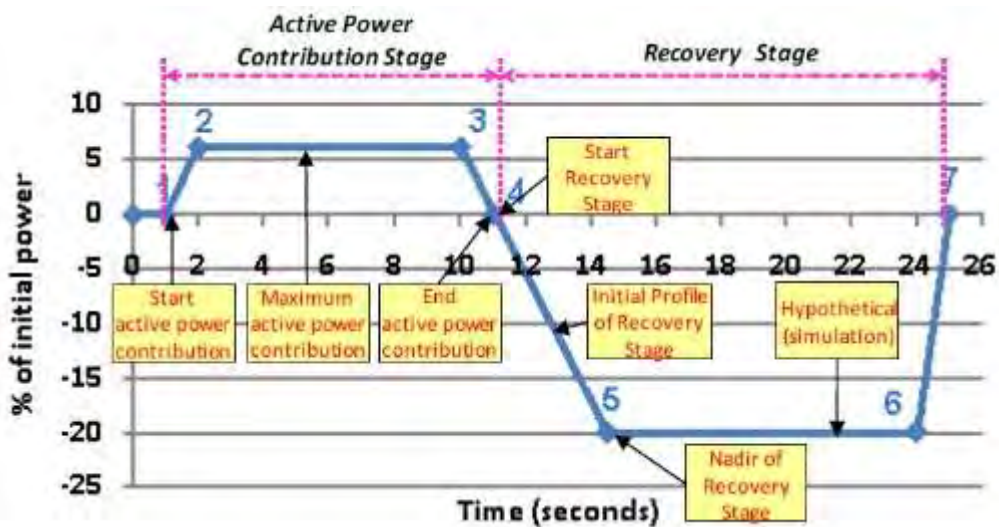 Active Power
Contribution Stage
Recovery Stage
10
5
0
-5
-10
-15
-20
-25
% of initial power
0 2 4 6 8 10 12 14 16 18 20 22 24 26
Time (seconds)
1
2
3
4
5
6
7
Start
active power
contribution
Maximum
active power
contribution
End
active power
contribution
Start
Recovery
Stage
Initial Profile
of Recovery
Stage
Hypothetical
(simulation)
Nadir of
Recovery
Stage